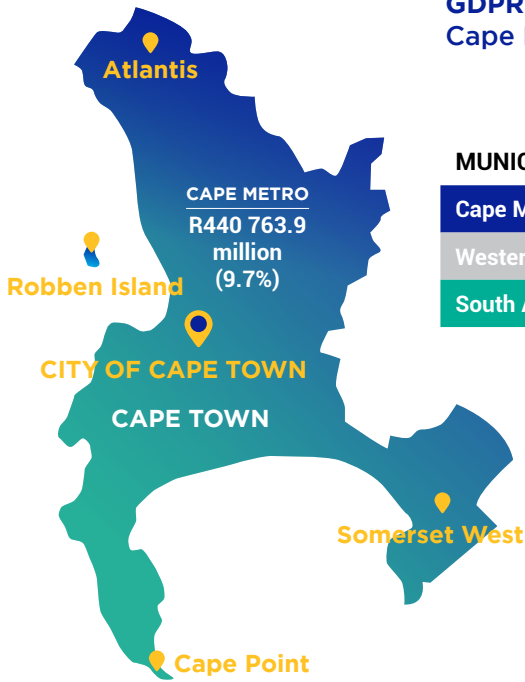 GDPR
Cape
Atlantis
MUNIC
CAPE METRO
R440 763.9
million
(9.7%)
Cape M
Wester
South A
Robben Island
CITY OF CAPE TOWN
CAPE TOWN
Somerset West
Cape Point